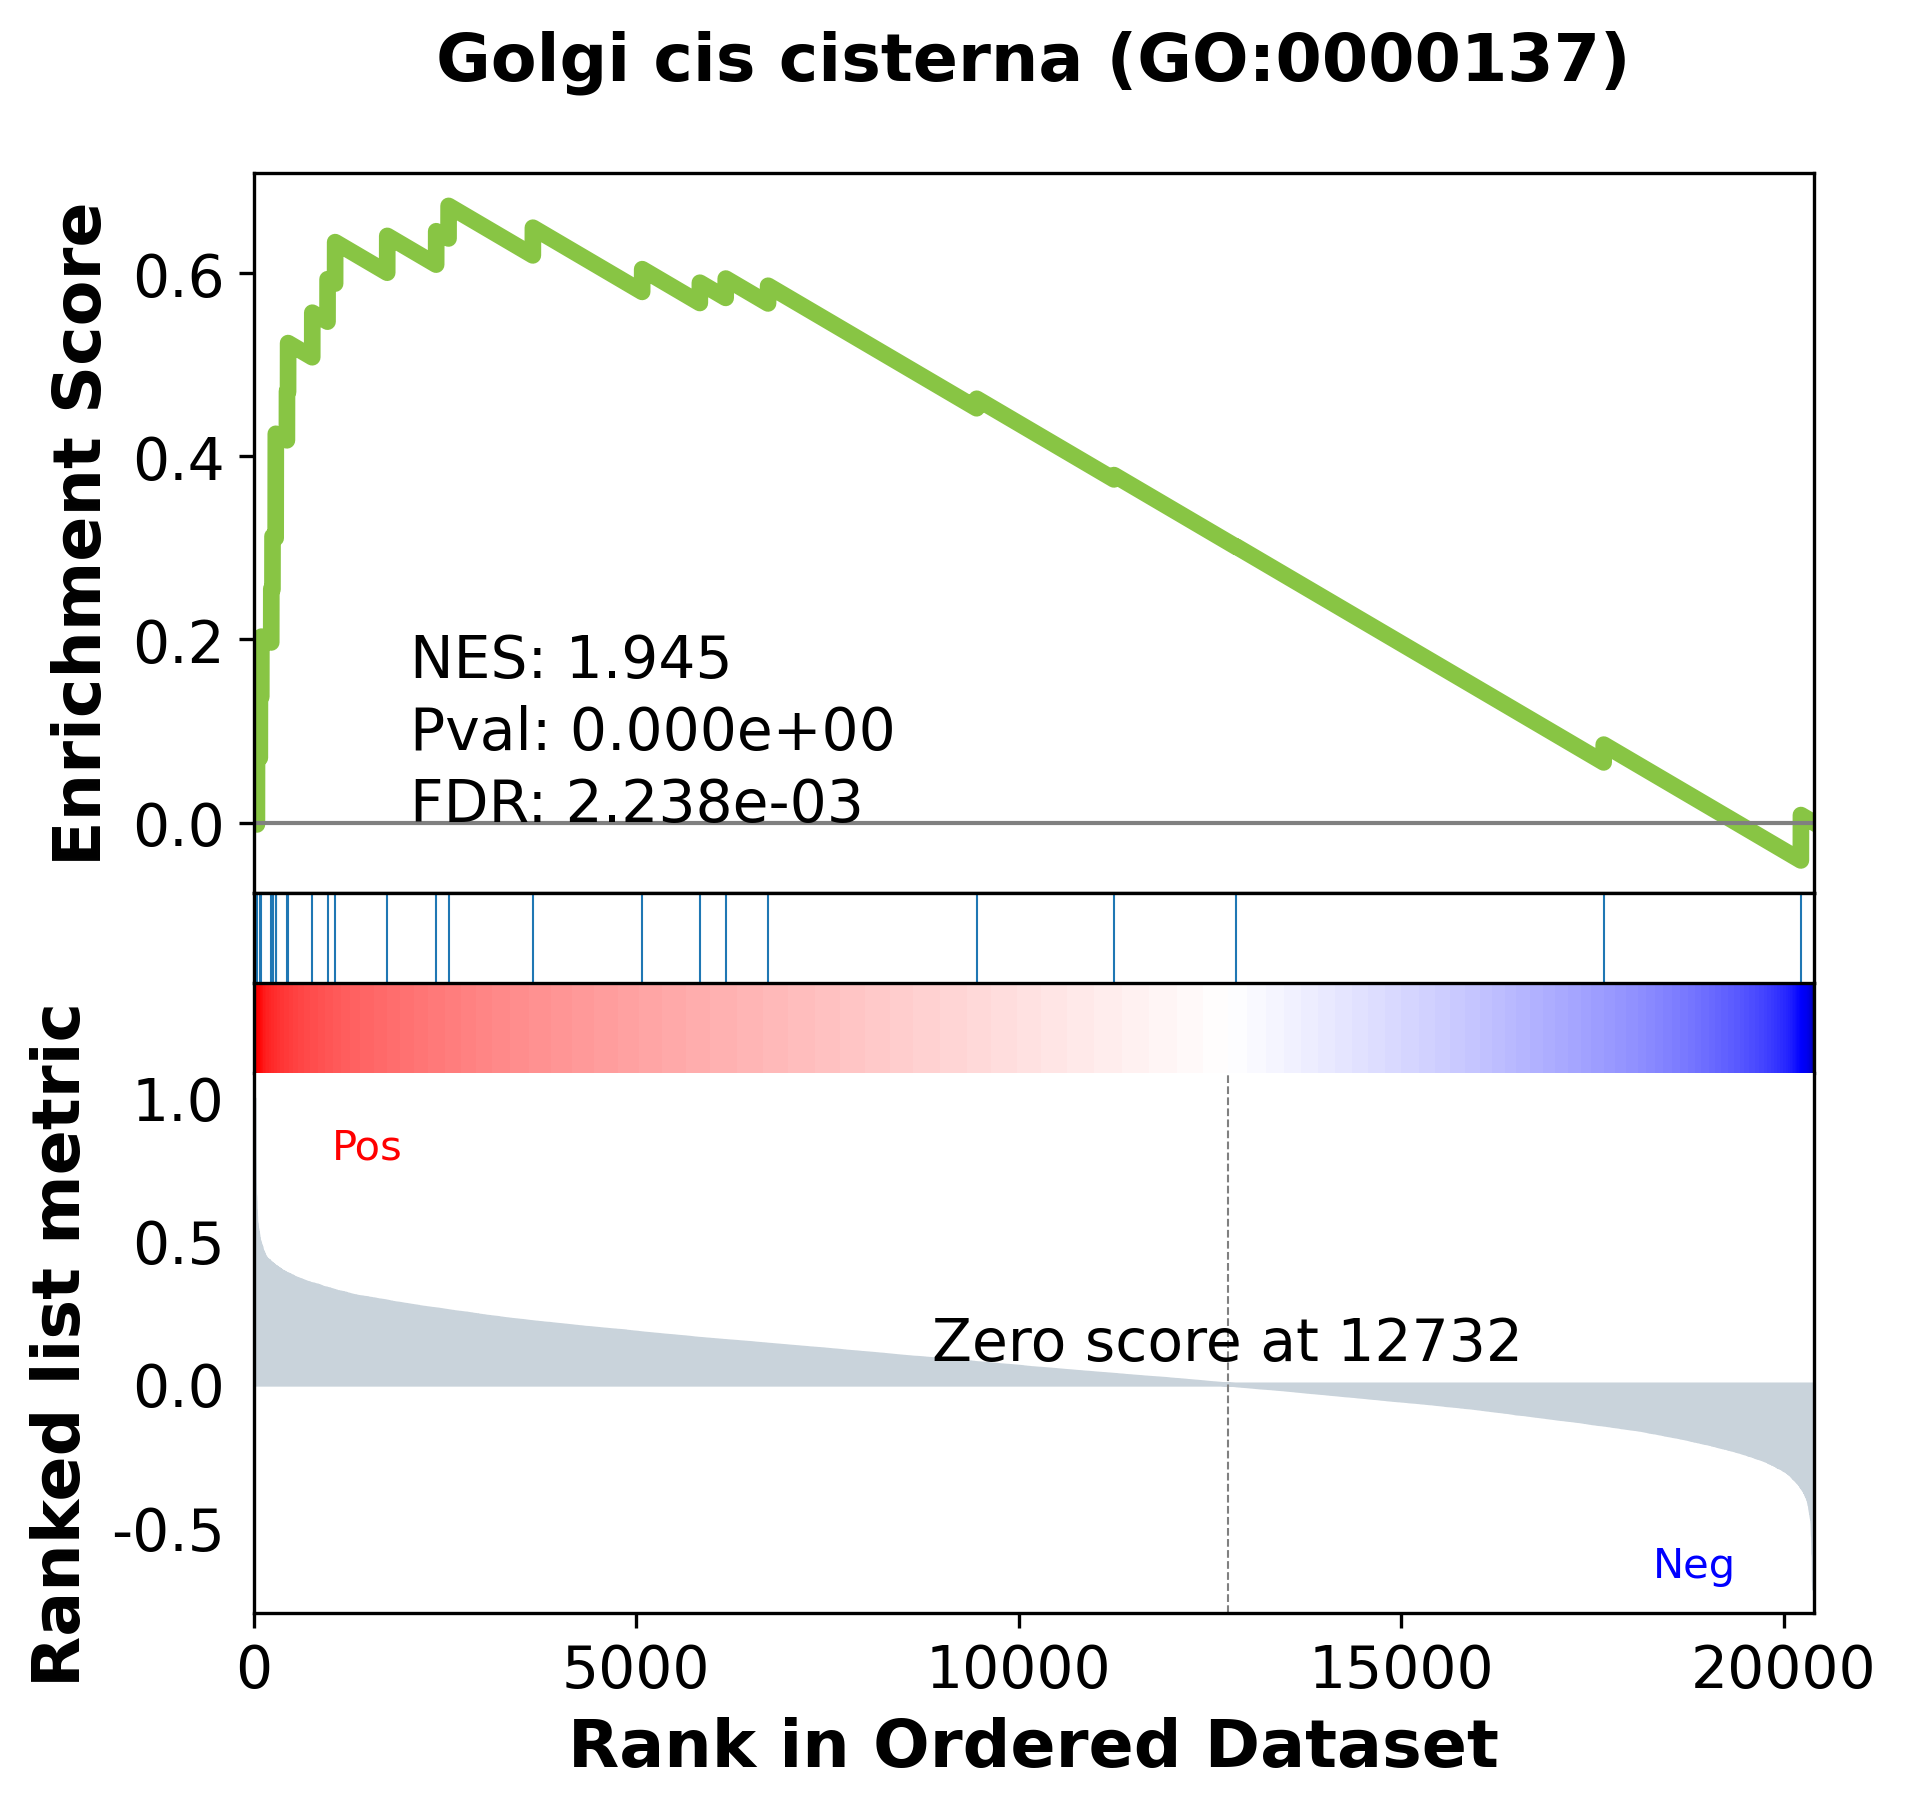 Golgi cis cisterna (GO:0000137)
Enrichment Score
0.6
0.4
0.2
0.0
NES: 1.945
Pval: 0.000e+00
FDR: 2.238e-03
Ranked list metric
1.0
0.5
0.0
-0.5
Pos
Zero score at 12732
Neg
0 5000 10000 15000 20000
Rank in Ordered Dataset